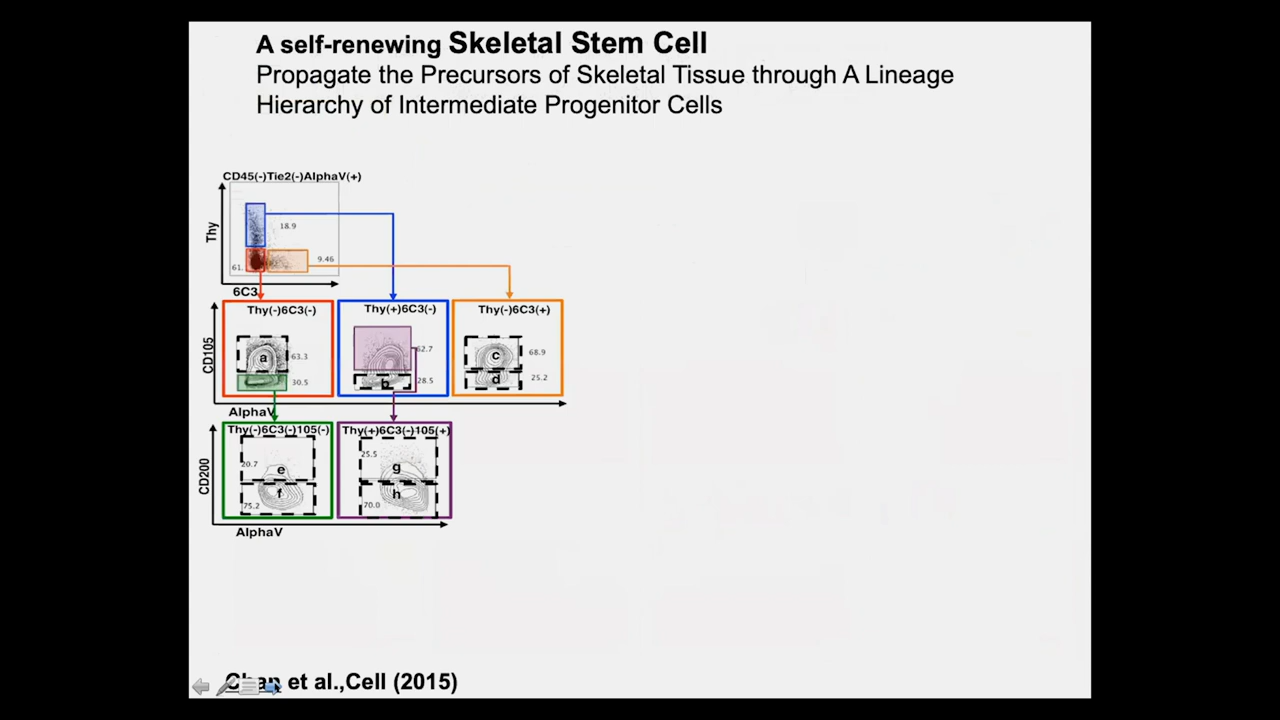 A self-renewing Skeletal Stem Cell
Propagate the Precursors of Skeletal Tissue through A Lineage
Hierarchy of Intermediate Progenitor Cells
CD45(-)Tie2(-)AlphaV(+)
Thy
18.9
61.
9.46
6C3
CD105
Thy(-)6C3(-)
a
63.3
30.5
Thy(+)6C3(-)
62.7
b
28.5
Thy(-)6C3(+)
c
68.9
d
25.2
AlphaV
CD200
Thy(-)6C3(-)105(-)
20.7
e
f
75.2
Thy(+)6C3(-)105(+)
25.5
g
h
70.0
AlphaV
Chan et al.,Cell (2015)